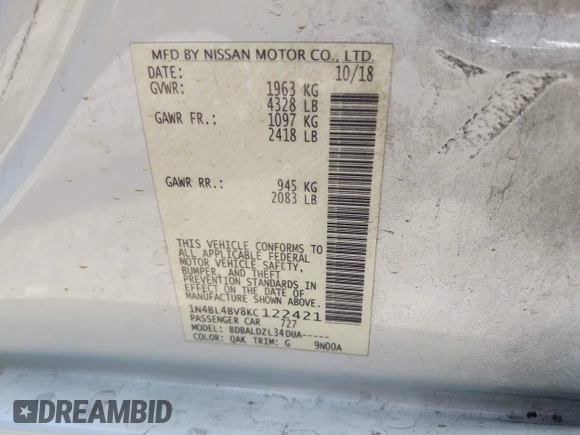 MFD BY NISSAN MOTOR CO., LTD.
DATE: 10/18
GVWR: 1963 KG
4328 LB
GAWR FR.: 1097 KG
2418 LB
GAWR RR.: 945 KG
2083 LB
THIS VEHICLE CONFORMS TO
ALL APPLICABLE FEDERAL
MOTOR VEHICLE SAFETY,
BUMPER, AND THEFT
PREVENTION STANDARDS IN
EFFECT ON THE DATE OF
MANUFACTURE SHOWN ABOVE.
1N4BL4BV8KC122421
PASSENGER CAR 727
MODEL: BDBALDZL34DUA-----
COLOR: QAK TRIM: G 9N00A
DREAMBID